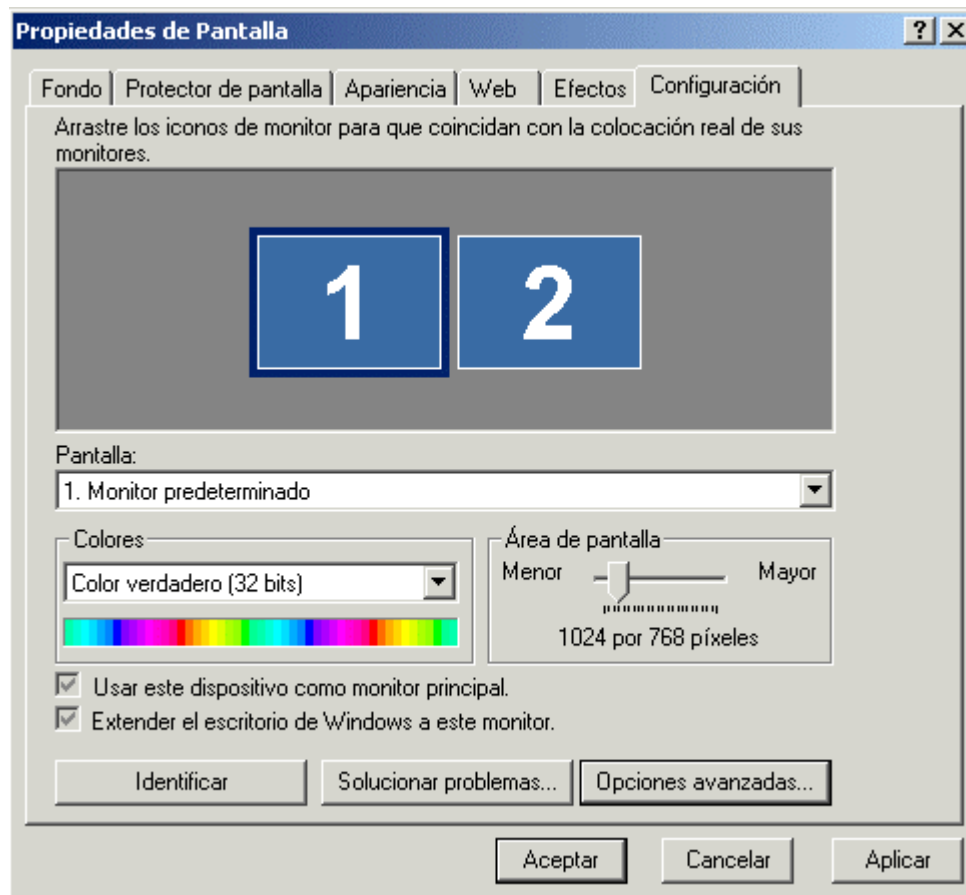 Propiedades de Pantalla
Fondo Protector de pantalla Apariencia Web Efectos Configuración
Arrastre los iconos de monitor para que coincidan con la colocación real de sus
monitores.
1 2
Pantalla:
1. Monitor predeterminado
Colores
Color verdadero (32 bits)
Área de pantalla
Menor Mayor
1024 por 768 píxeles
Usar este dispositivo como monitor principal.
Extender el escritorio de Windows a este monitor.
Identificar Solucionar problemas... Opciones avanzadas...
Aceptar Cancelar Aplicar